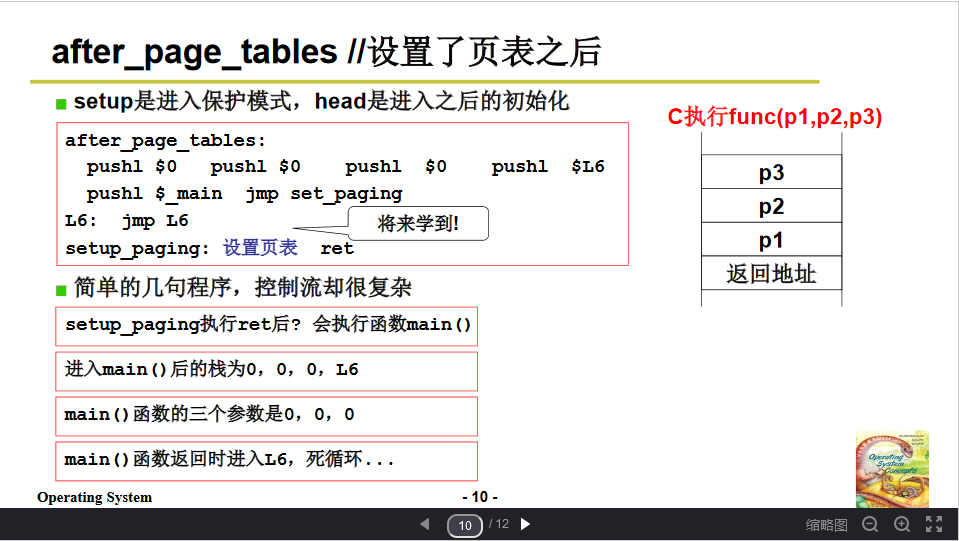 after_page_tables //设置了页表之后
setup是进入保护模式，head是进入之后的初始化
after_page_tables:
pushl $0 pushl $0 pushl $0 pushl $L6
pushl $_main jmp set_paging
L6: jmp L6
将来学到!
setup_paging: 设置页表 ret
简单的几句程序，控制流却很复杂
setup_paging执行ret后? 会执行函数main()
进入main()后的栈为0，0，0，L6
main()函数的三个参数是0，0，0
main()函数返回时进入L6，死循环...
C执行func(p1,p2,p3)
p3
p2
p1
返回地址
Operating System Concepts
Operating System
- 10 -
10 / 12
缩略图